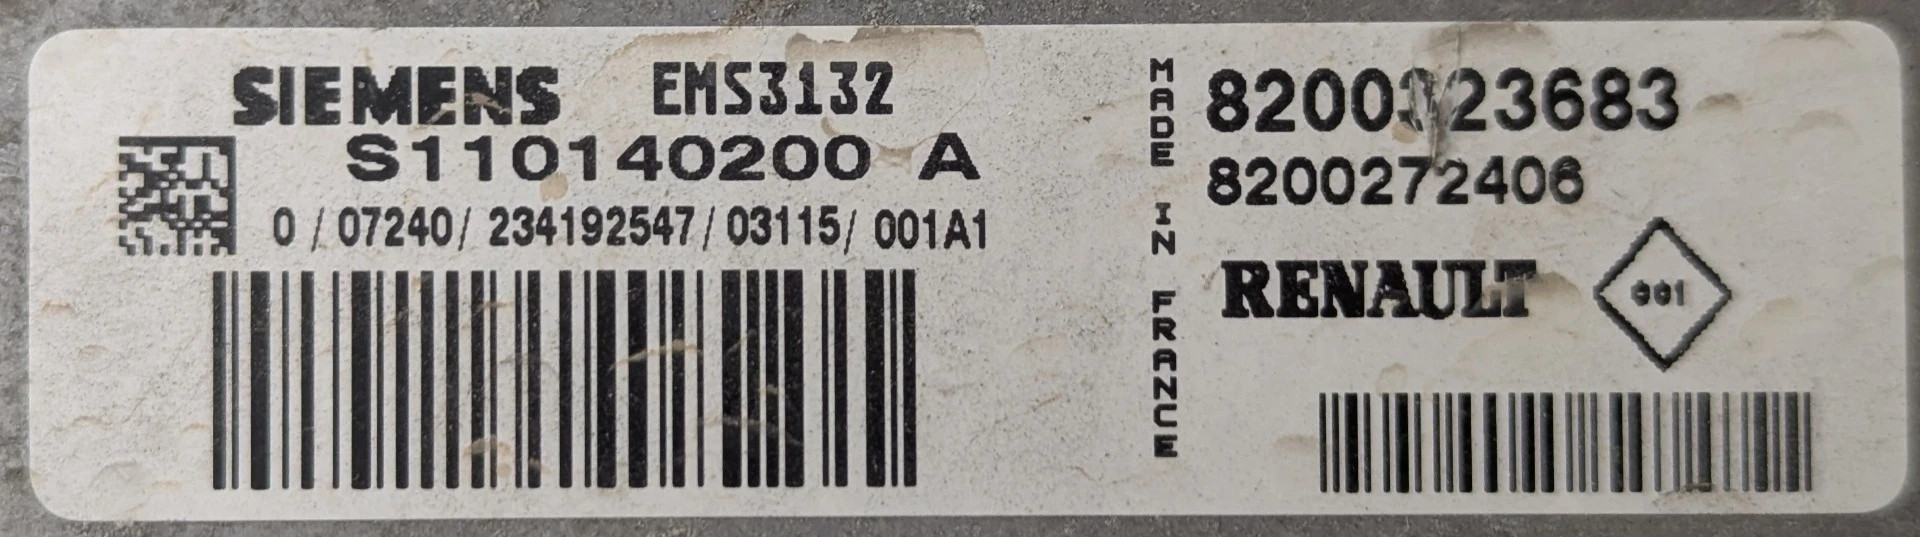 SIEMENS EMS3132
S110140200 A
0 / 07240/ 234192547/ 03115/ 001A1
MADE IN FRANCE
8200272406
RENAULT 001